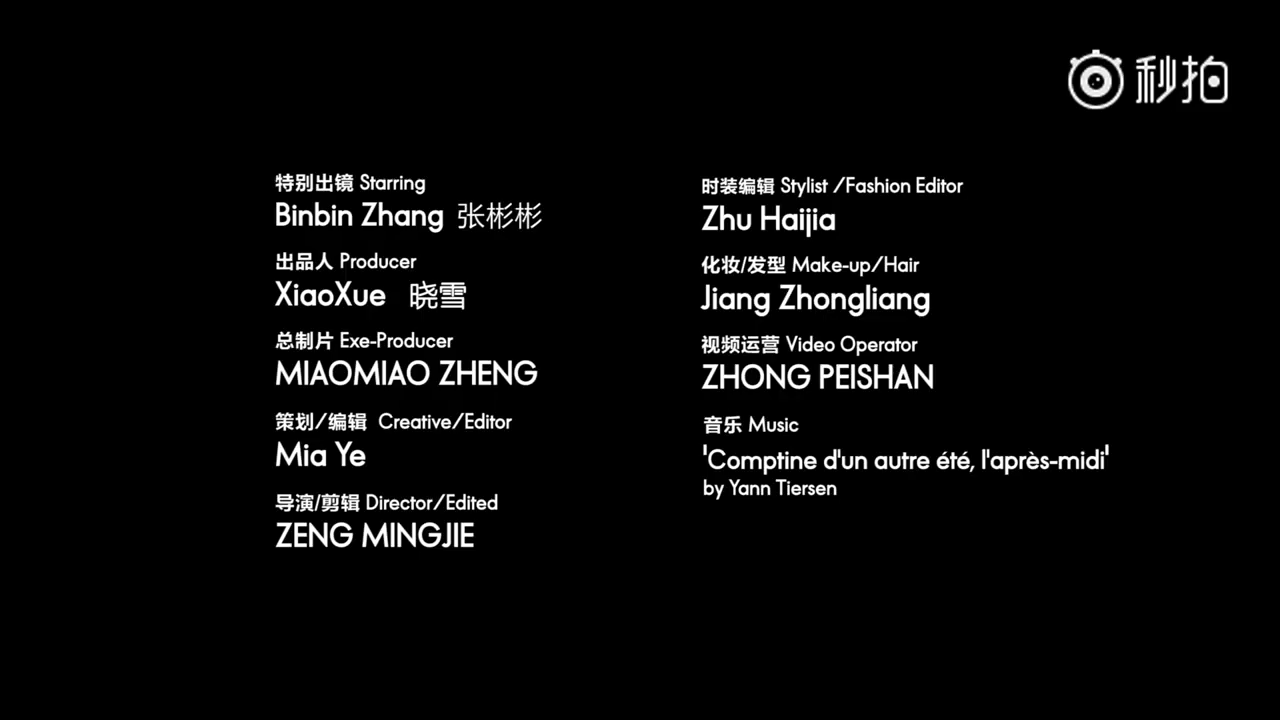 秒拍
特别出镜 Starring
Binbin Zhang 张彬彬
出品人 Producer
XiaoXue 晓雪
总制片 Exe-Producer
MIAOMIAO ZHENG
策划/编辑 Creative/Editor
Mia Ye
导演/剪辑 Director/Edited
ZENG MINGJIE
时装编辑 Stylist /Fashion Editor
Zhu Haijia
化妆/发型 Make-up/Hair
Jiang Zhongliang
视频运营 Video Operator
ZHONG PEISHAN
音乐 Music
'Comptine d'un autre été, l'après-midi'
by Yann Tiersen